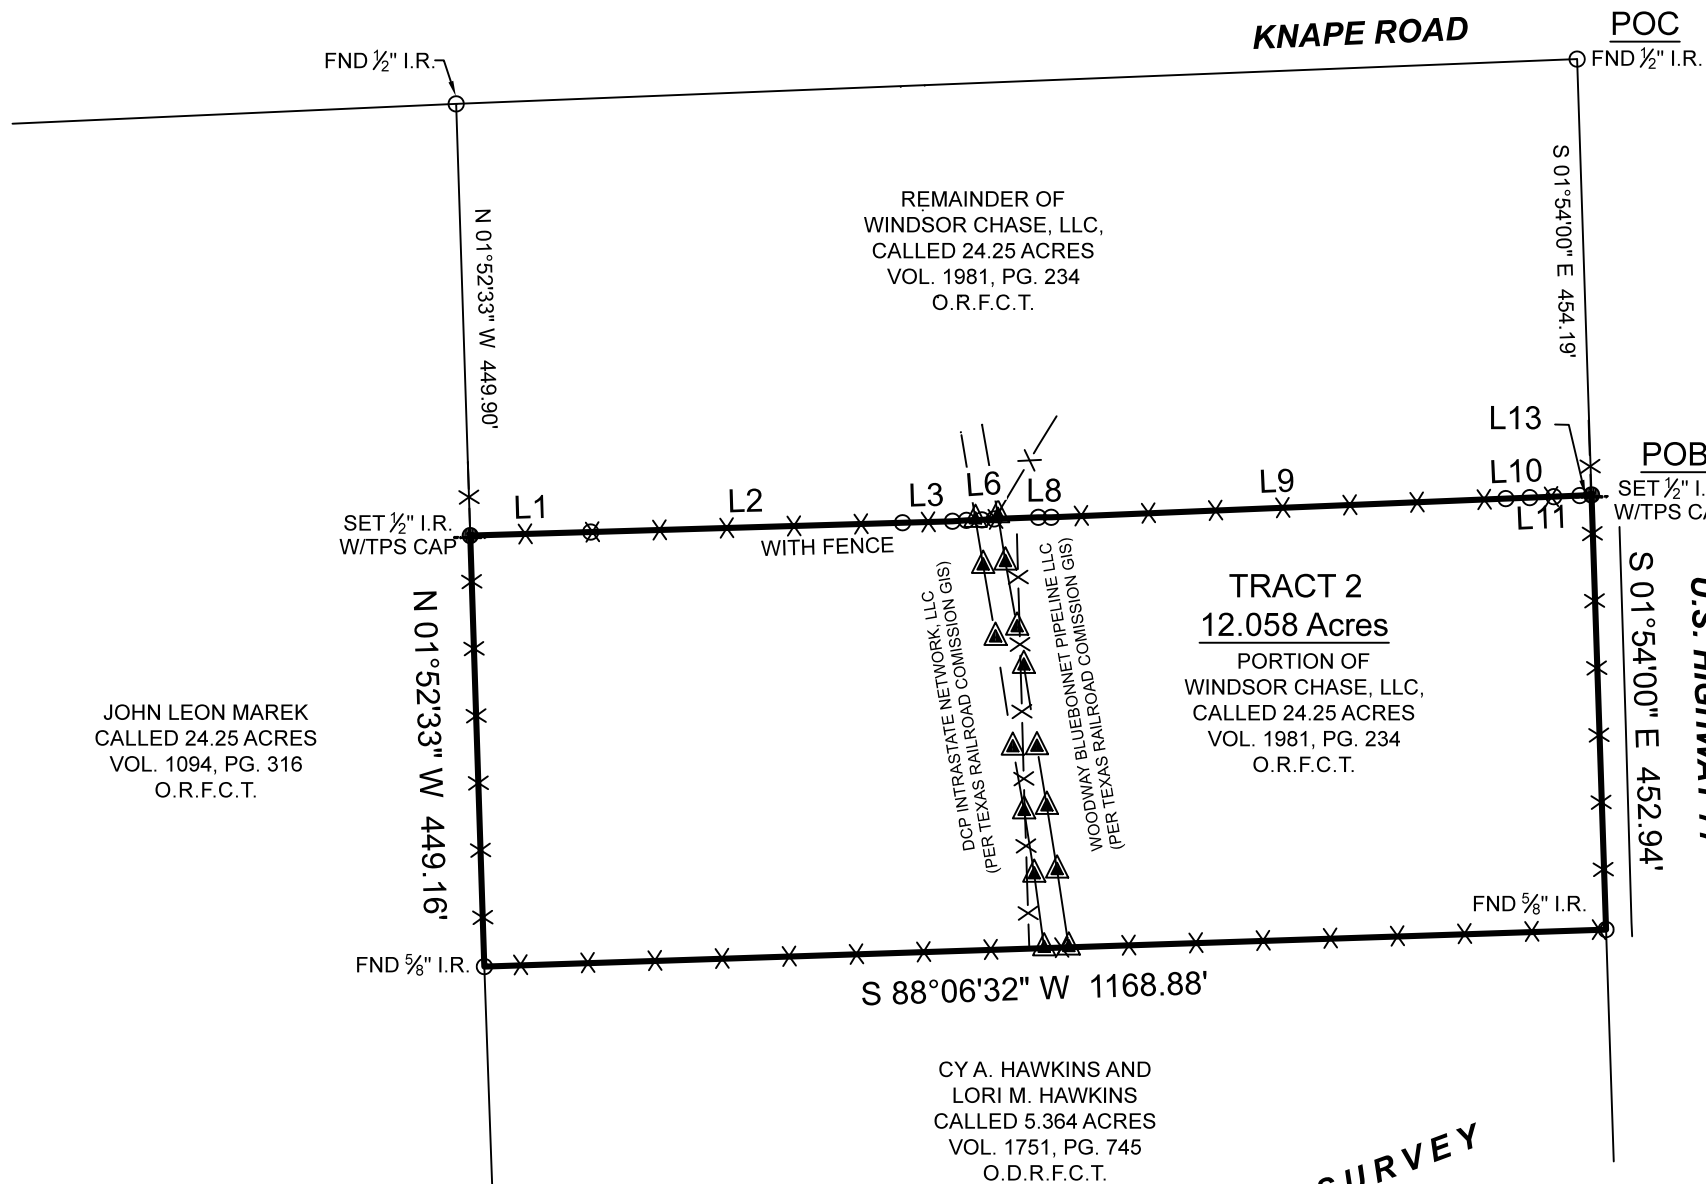 KNAPE ROAD
POC
FND ½" I.R.
FND ½" I.R.
N 01°52'33" W 449.90'
S 01°54'00" E 454.19'
REMAINDER OF
WINDSOR CHASE, LLC,
CALLED 24.25 ACRES
VOL. 1981, PG. 234
O.R.F.C.T.
L13
POB
L1
L2
L3
L6
L8
L9
L10
L11
SET ½" I.R.
W/TPS CAP
SET ½" I.
W/TPS CA
WITH FENCE
DCP INTRASTATE NETWORK, LLC
(PER TEXAS RAILROAD COMISSION GIS)
WOODWAY BLUEBONNET PIPELINE LLC
(PER TEXAS RAILROAD COMISSION GIS)
TRACT 2
12.058 Acres
PORTION OF
WINDSOR CHASE, LLC,
CALLED 24.25 ACRES
VOL. 1981, PG. 234
O.R.F.C.T.
N 01°52'33" W 449.16'
S 01°54'00" E 452.94'
U.S. HIGHWAY 77
JOHN LEON MAREK
CALLED 24.25 ACRES
VOL. 1094, PG. 316
O.R.F.C.T.
FND ⅝" I.R.
FND ⅝" I.R.
S 88°06'32" W 1168.88'
CY A. HAWKINS AND
LORI M. HAWKINS
CALLED 5.364 ACRES
VOL. 1751, PG. 745
O.D.R.F.C.T.
SURVEY